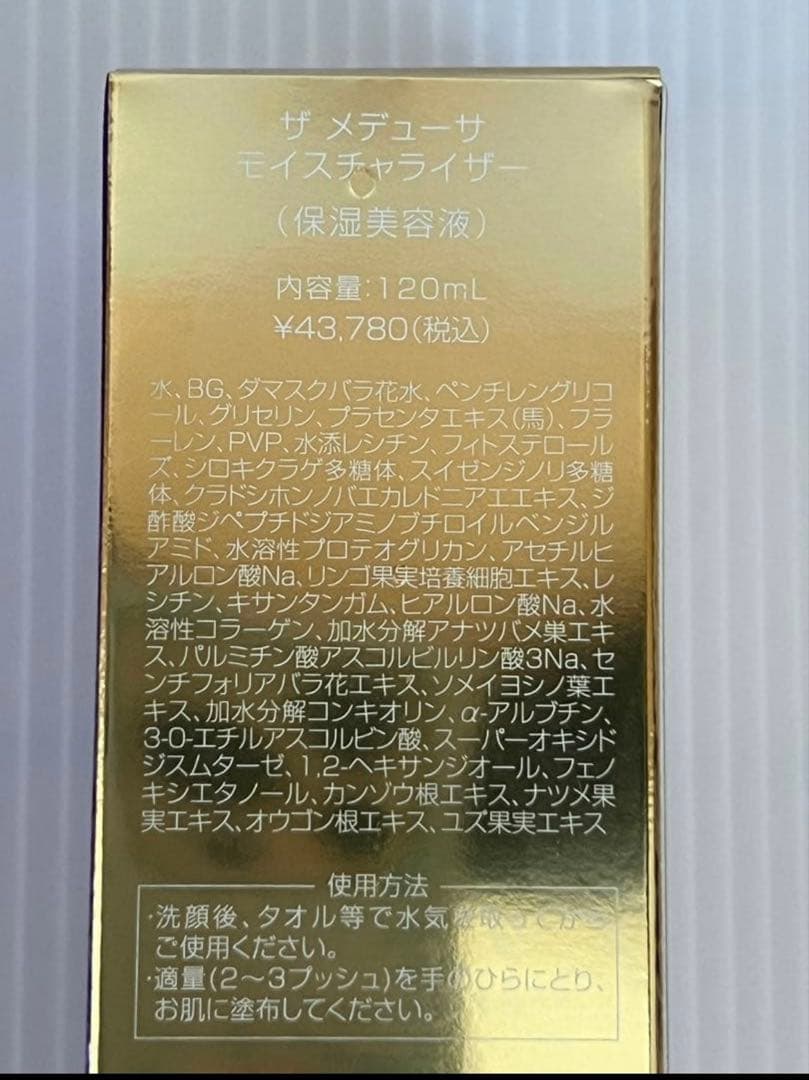 ザ メデューサ
モイスチャライザー
(保湿美容液)
内容量:120mL
¥43,780(税込)
水、BG、ダマスクバラ花水、ペンチレングリコ
ール、グリセリン、プラセンタエキス(馬)、フラ
ーレン、PVP、水添レシチン、フィトステロール
ズ、シロキクラゲ多糖体、スイゼンジノリ多糖
体、クラドシホンノバエカレドニアエエキス、ジ
酢酸ジペプチドジアミノブチロイルベンジル
アミド、水溶性プロテオグリカン、アセチルヒ
アルロン酸Na、リンゴ果実培養細胞エキス、レ
シチン、キサンタンガム、ヒアルロン酸Na、水
溶性コラーゲン、加水分解アナツバメ巣エキ
ス、パルミチン酸アスコルビルリン酸3Na、セ
ンチフォリアバラ花エキス、ソメイヨシノ葉エ
キス、加水分解コンキオリン、α-アルブチン、
3-O-エチルアスコルビン酸、スーパーオキシド
ジスムターゼ、1,2-ヘキサンジオール、フェノ
キシエタノール、カンゾウ根エキス、ナツメ果
実エキス、オウゴン根エキス、ユズ果実エキス
使用方法
・洗顔後、タオル等で水気を取ってから
ご使用ください。
・適量(2〜3プッシュ)を手のひらにとり、
お肌に塗布してください。